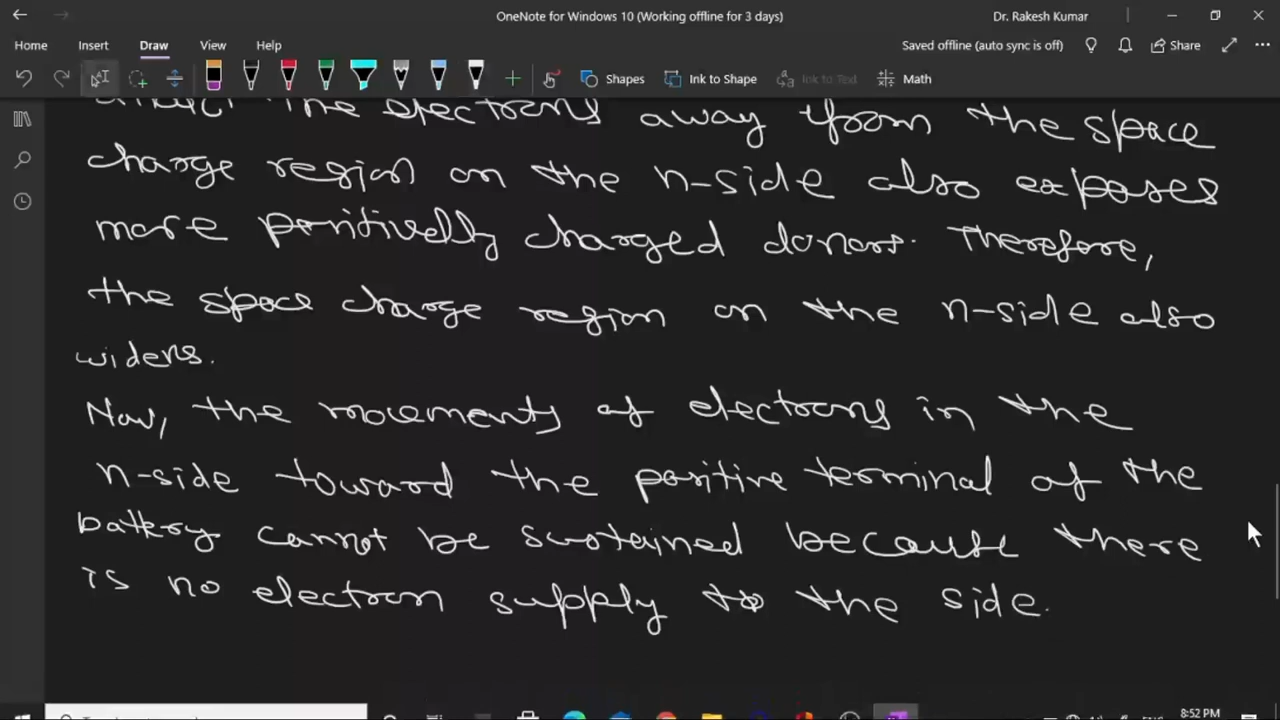 OneNote for Windows 10 (Working offline for 3 days)
Dr. Rakesh Kumar
Home Insert Draw View Help
Saved offline (auto sync is off) Share
Shapes Ink to Shape Ink to Text Math
the electrons away from the space
charge region on the n-side also exposes
more positively charged donors. Therefore,
the space charge region on the n-side also
widens.
Now, the movements of electrons in the
n-side toward the positive terminal of the
battery cannot be sustained because there
is no electron supply to the side.
8:52 PM